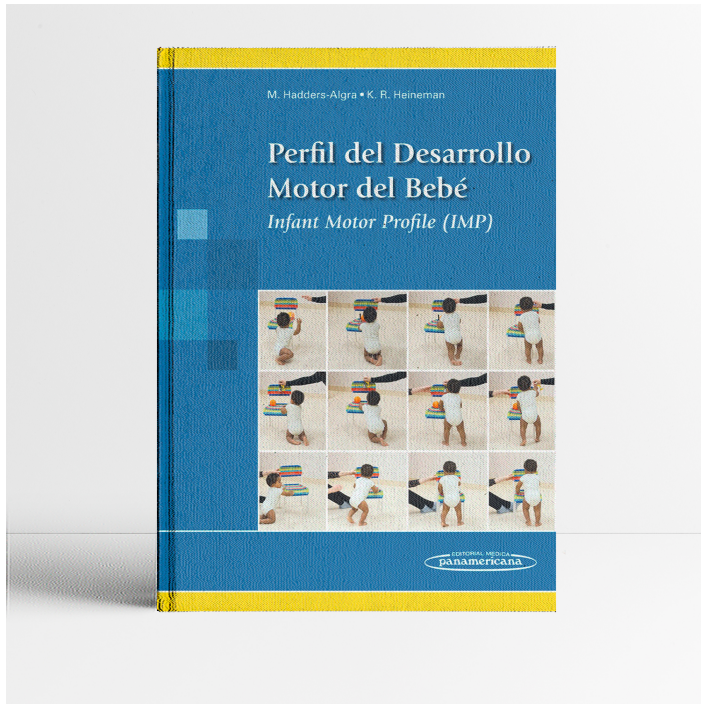 M. Hadders-Algra • K. R. Heineman
Perfil del Desarrollo
Motor del Bebé
Infant Motor Profile (IMP)
EDITORIAL MEDICA
panamericana